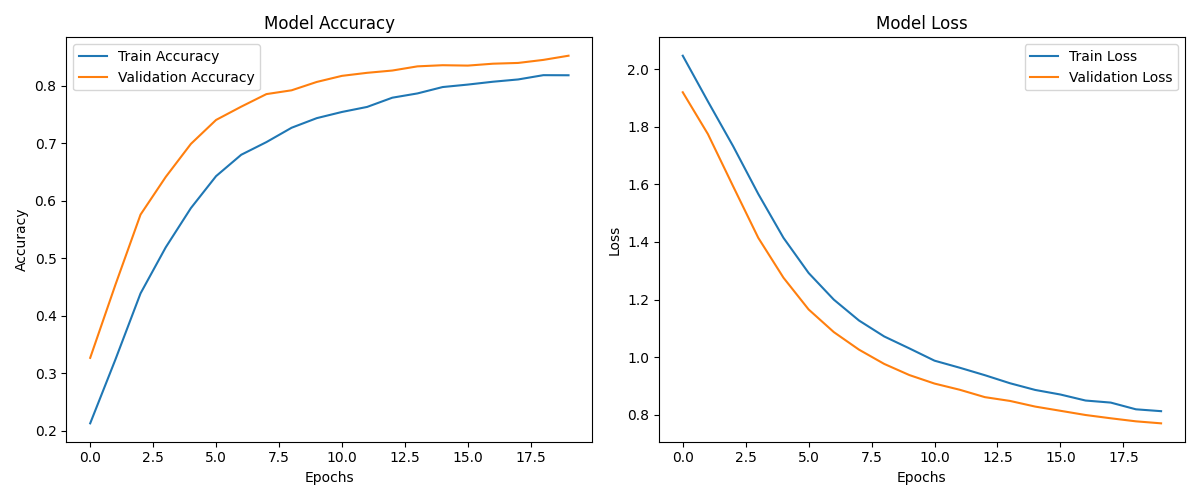 Model Accuracy
Train Accuracy
Validation Accuracy
0.8
0.7
0.6
0.5
0.4
0.3
0.2
Accuracy
0.0 2.5 5.0 7.5 10.0 12.5 15.0 17.5
Epochs
Model Loss
Train Loss
Validation Loss
2.0
1.8
1.6
1.4
1.2
1.0
0.8
Loss
0.0 2.5 5.0 7.5 10.0 12.5 15.0 17.5
Epochs